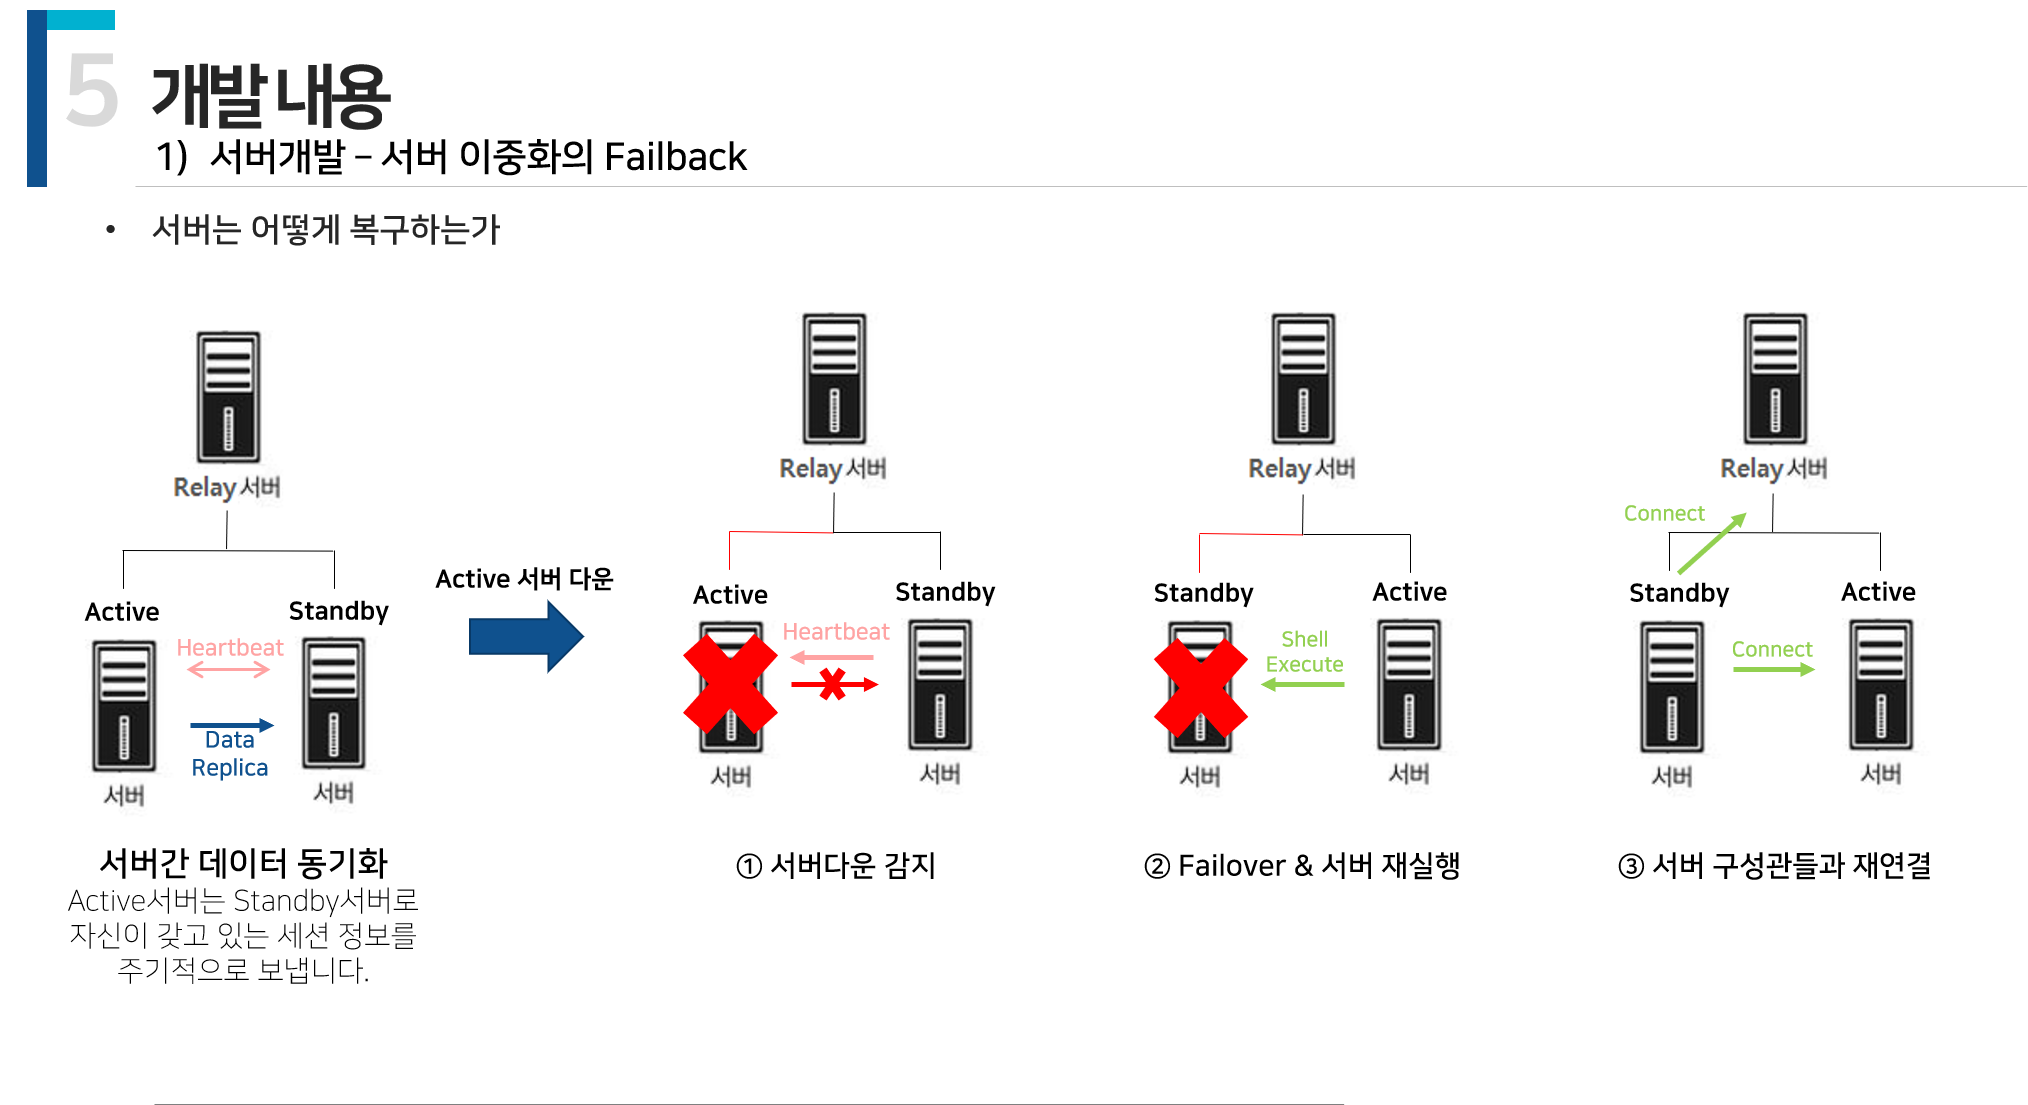 5 개발 내용
1) 서버개발 – 서버 이중화의 Failback
• 서버는 어떻게 복구하는가
Relay 서버
Active
Standby
Heartbeat
Data
Replica
서버
서버
서버간 데이터 동기화
Active서버는 Standby서버로
자신이 갖고 있는 세션 정보를
주기적으로 보냅니다.
Active 서버 다운
Relay 서버
Active
Standby
Heartbeat
서버
서버
① 서버다운 감지
Relay 서버
Standby
Active
Shell
Execute
서버
서버
② Failover & 서버 재실행
Relay 서버
Connect
Standby
Active
Connect
서버
서버
③ 서버 구성관들과 재연결